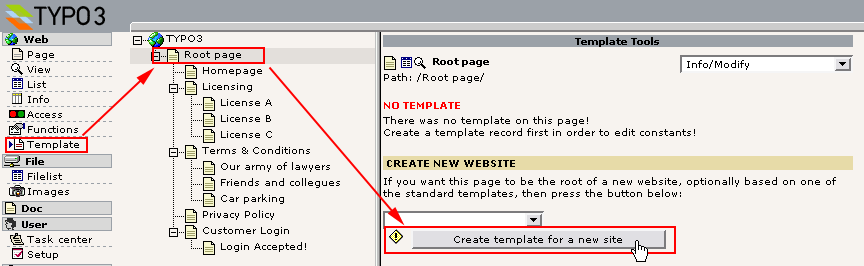 TYPO3
Web
Page
View
List
Info
Access
Functions
Template
File
Filelist
Images
Doc
User
Task center
Setup
TYPO3
Root page
Homepage
Licensing
License A
License B
License C
Terms & Conditions
Our army of lawyers
Friends and collegues
Car parking
Privacy Policy
Customer Login
Login Accepted!
Template Tools
Root page
Info/Modify
Path: /Root page/
NO TEMPLATE
There was no template on this page!
Create a template record first in order to edit constants!
CREATE NEW WEBSITE
If you want this page to be the root of a new website, optionally based on one of
the standard templates, then press the button below:
Create template for a new site